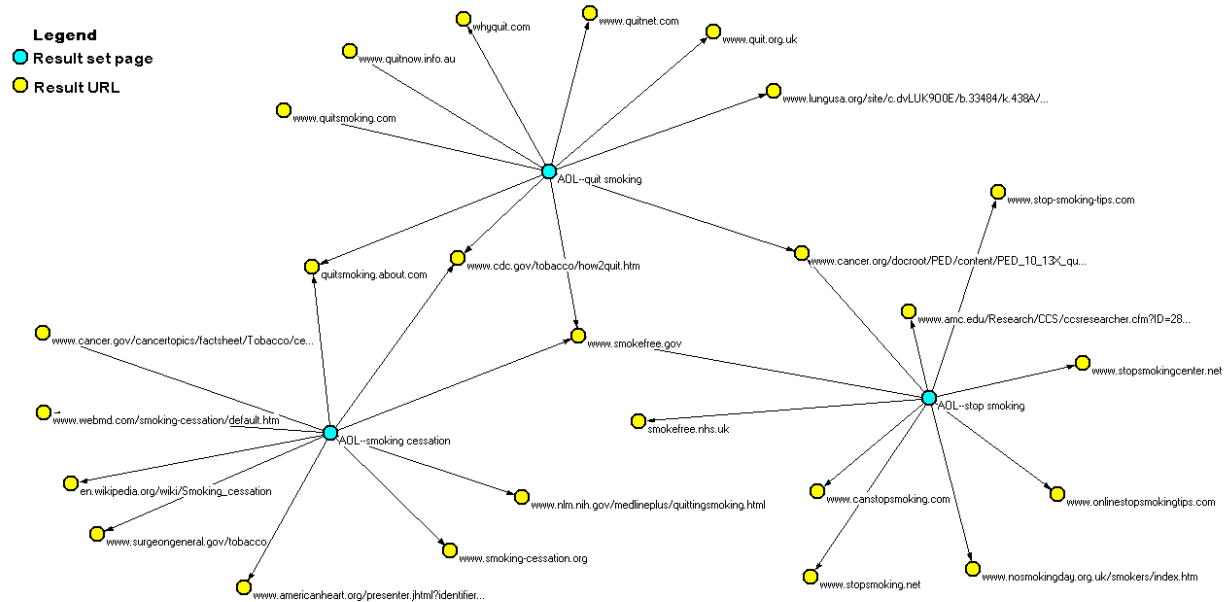 Legend
Result set page
Result URL
whyquit.com
www.quitnet.com
www.quit.org.uk
www.quitnow.info.au
www.lungusa.org/site/c.dvLUK9O0E/b.33484/k.438A/...
www.quitsmoking.com
AOL--quit smoking
www.stop-smoking-tips.com
quitsmoking.about.com
www.cdc.gov/tobacco/how2quit.htm
www.cancer.org/docroot/PED/content/PED_10_13X_qu...
www.amc.edu/Research/CCS/ccsresearcher.cfm?ID=28...
www.cancer.gov/cancertopics/factsheet/Tobacco/ce...
www.smokefree.gov
www.stopsmokingcenter.net
AOL--stop smoking
www.webmd.com/smoking-cessation/default.htm
smokefree.nhs.uk
AOL--smoking cessation
en.wikipedia.org/wiki/Smoking_cessation
www.nlm.nih.gov/medlineplus/quittingsmoking.html
www.canstopsmoking.com
www.onlinestopsmokingtips.com
www.surgeongeneral.gov/tobacco
www.smoking-cessation.org
www.stopsmoking.net
www.nosmokingday.org.uk/smokers/index.htm
www.americanheart.org/presenter.jhtml?identifier...